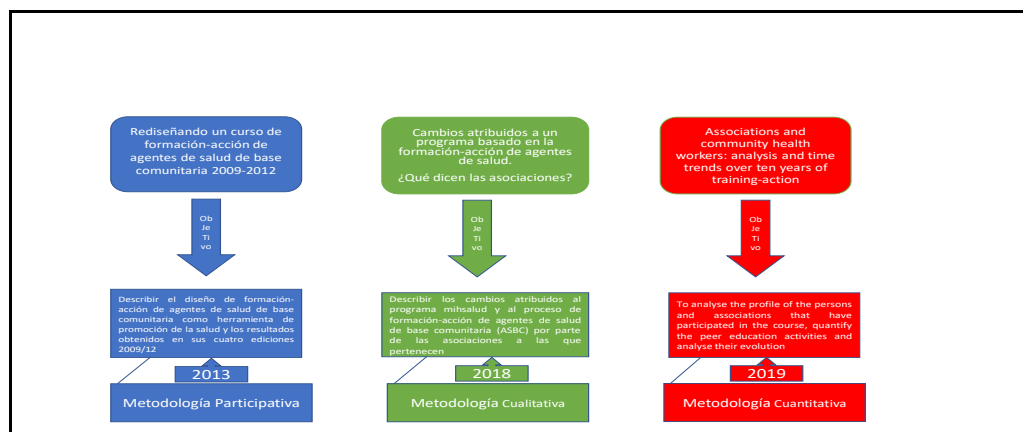 Rediseñando un curso de
formación-acción de
agentes de salud de base
comunitaria 2009-2012
Ob
Je
Ti
vo
Describir el diseño de formación-
acción de agentes de salud de base
comunitaria como herramienta de
promoción de la salud y los resultados
obtenidos en sus cuatro ediciones
2009/12
2013
Metodología Participativa
Cambios atribuidos a un
programa basado en la
formación-acción de agentes
de salud.
¿Qué dicen las asociaciones?
Ob
Je
Ti
vo
Describir los cambios atribuidos al
programa mihsalud y al proceso de
formación-acción de agentes de salud
de base comunitaria (ASBC) por parte
de las asociaciones a las que
pertenecen
2018
Metodología Cualitativa
Associations and
community health
workers: analysis and time
trends over ten years of
training-action
Ob
Je
Ti
vo
To analyse the profile of the persons
and associations that have
participated in the course, quantify
the peer education activities and
analyse their evolution
2019
Metodología Cuantitativa